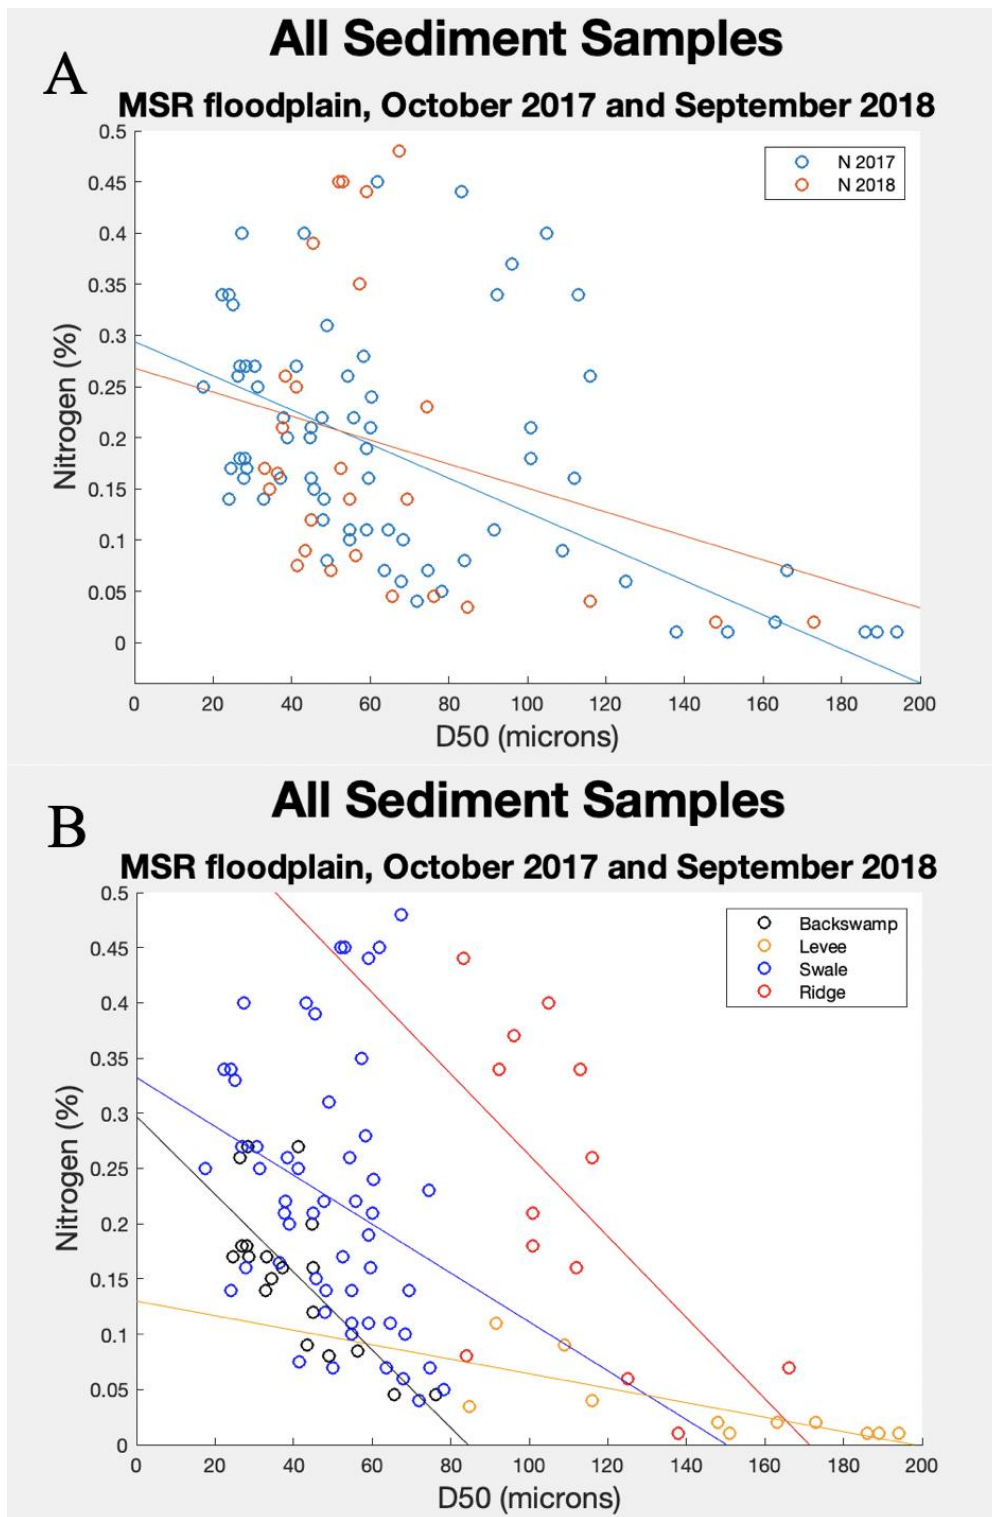 A
All Sediment Samples
MSR floodplain, October 2017 and September 2018
N 2017
N 2018
0.5
0.45
0.4
0.35
0.3
0.25
0.2
0.15
0.1
0.05
0
Nitrogen (%)
0 20 40 60 80 100 120 140 160 180 200
D50 (microns)
B
All Sediment Samples
MSR floodplain, October 2017 and September 2018
Backswamp
Levee
Swale
Ridge
0.5
0.45
0.4
0.35
0.3
0.25
0.2
0.15
0.1
0.05
0
Nitrogen (%)
0 20 40 60 80 100 120 140 160 180 200
D50 (microns)